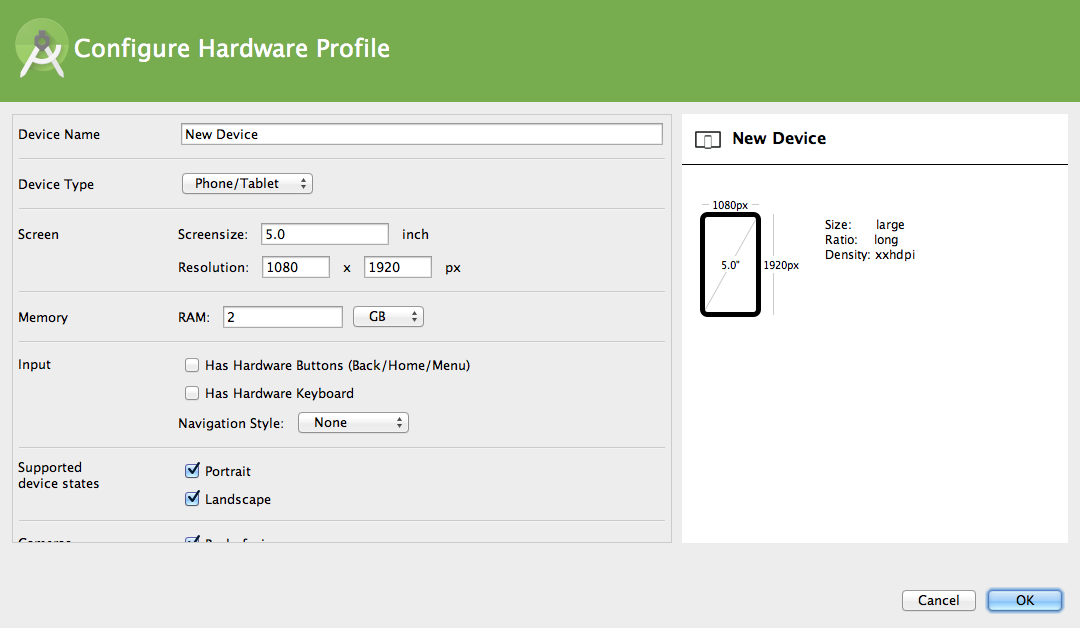 Configure Hardware Profile
Device Name New Device
Device Type Phone/Tablet
Screen Screensize: 5.0 inch
Resolution: 1080 x 1920 px
Memory RAM: 2 GB
Input Has Hardware Buttons (Back/Home/Menu)
Has Hardware Keyboard
Navigation Style: None
Supported
device states
Portrait
Landscape
New Device
1080px
5.0"
1920px
Size: large
Ratio: long
Density: xxhdpi
Cancel OK